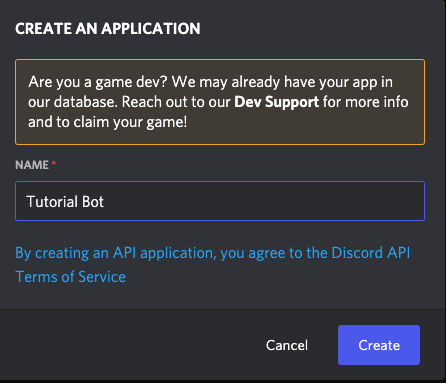 CREATE AN APPLICATION
Are you a game dev? We may already have your app in
our database. Reach out to our Dev Support for more info
and to claim your game!
NAME *
Tutorial Bot
By creating an API application, you agree to the Discord API
Terms of Service
Cancel
Create